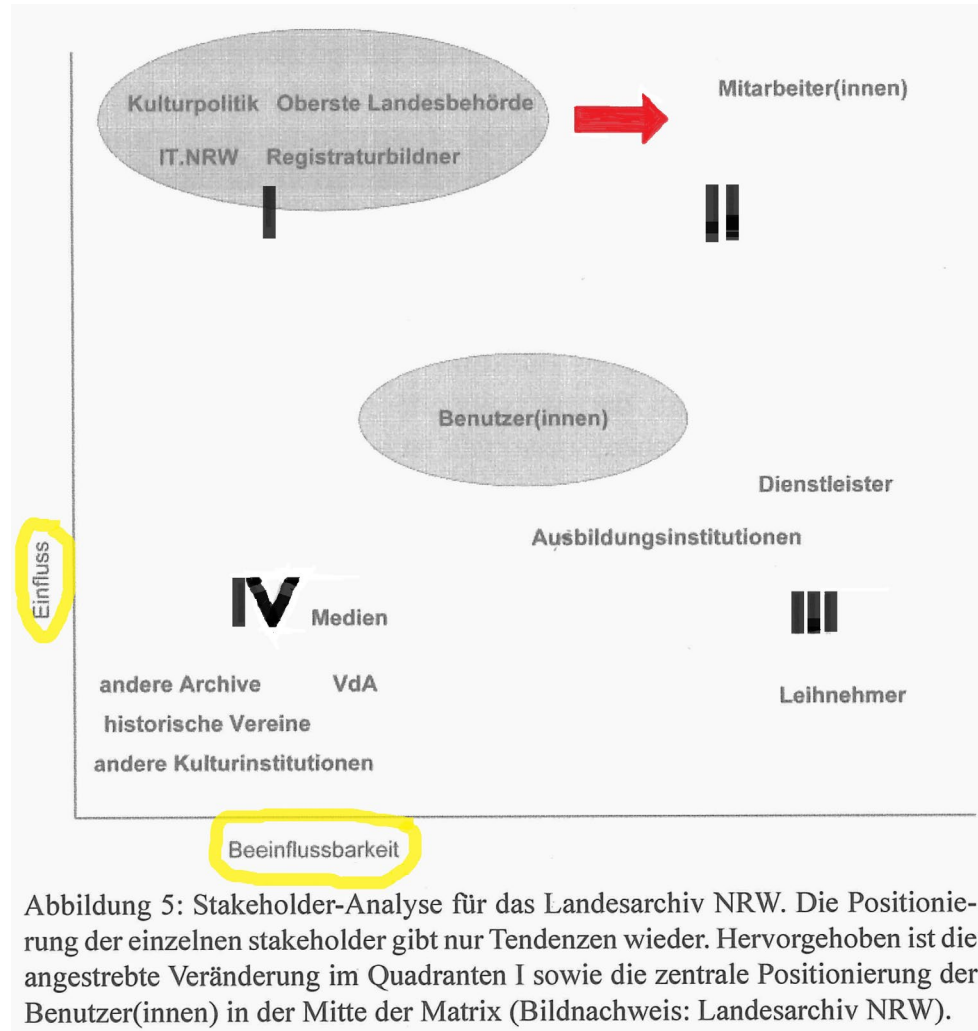 Kulturpolitik Oberste Landesbehörde
Mitarbeiter(innen)
IT.NRW Registraturbildner
I
II
Benutzer(innen)
Dienstleister
Ausbildungsinstitutionen
Einfluss
IV
Medien
III
andere Archive VdA
Leihnehmer
historische Vereine
andere Kulturinstitutionen
Beeinflussbarkeit
Abbildung 5: Stakeholder-Analyse für das Landesarchiv NRW. Die Positionie-
rung der einzelnen stakeholder gibt nur Tendenzen wieder. Hervorgehoben ist die
angestrebte Veränderung im Quadranten I sowie die zentrale Positionierung der
Benutzer(innen) in der Mitte der Matrix (Bildnachweis: Landesarchiv NRW).